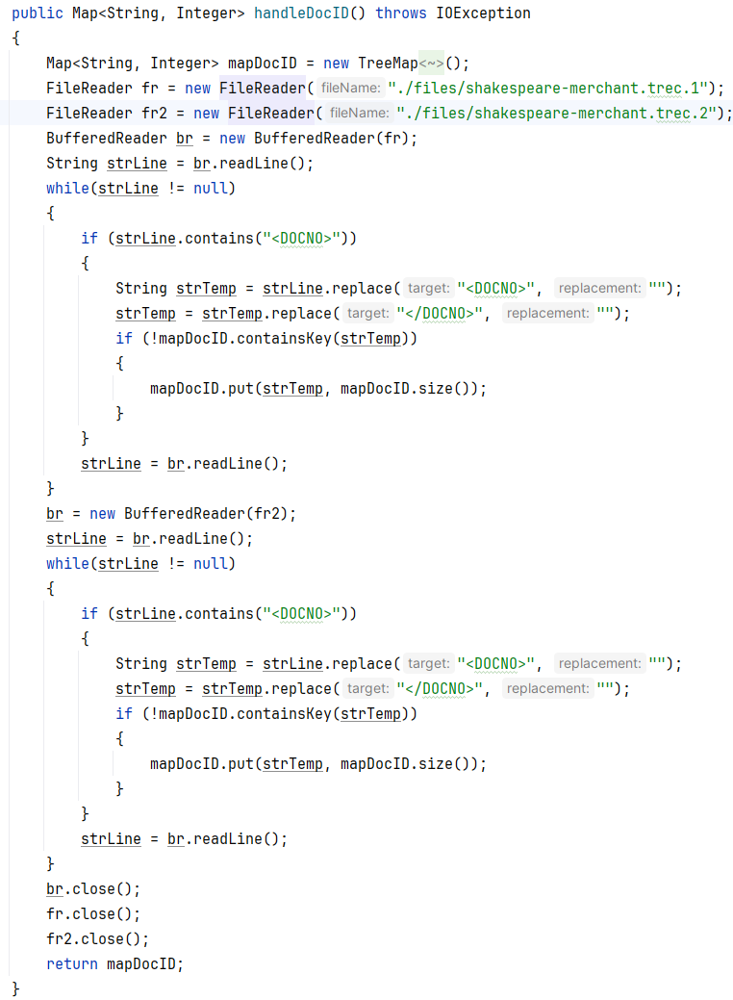 public Map<String, Integer> handleDocID() throws IOException
{
    Map<String, Integer> mapDocID = new TreeMap<~>();
    FileReader fr = new FileReader( fileName: "./files/shakespeare-merchant.trec.1");
    FileReader fr2 = new FileReader( fileName: "./files/shakespeare-merchant.trec.2");
    BufferedReader br = new BufferedReader(fr);
    String strLine = br.readLine();
    while(strLine != null)
    {
        if (strLine.contains("<DOCNO>"))
        {
            String strTemp = strLine.replace( target: "<DOCNO>", replacement: "");
            strTemp = strTemp.replace( target: "</DOCNO>", replacement: "");
            if (!mapDocID.containsKey(strTemp))
            {
                mapDocID.put(strTemp, mapDocID.size());
            }
        }
        strLine = br.readLine();
    }
    br = new BufferedReader(fr2);
    strLine = br.readLine();
    while(strLine != null)
    {
        if (strLine.contains("<DOCNO>"))
        {
            String strTemp = strLine.replace( target: "<DOCNO>", replacement: "");
            strTemp = strTemp.replace( target: "</DOCNO>", replacement: "");
            if (!mapDocID.containsKey(strTemp))
            {
                mapDocID.put(strTemp, mapDocID.size());
            }
        }
        strLine = br.readLine();
    }
    br.close();
    fr.close();
    fr2.close();
    return mapDocID;
}